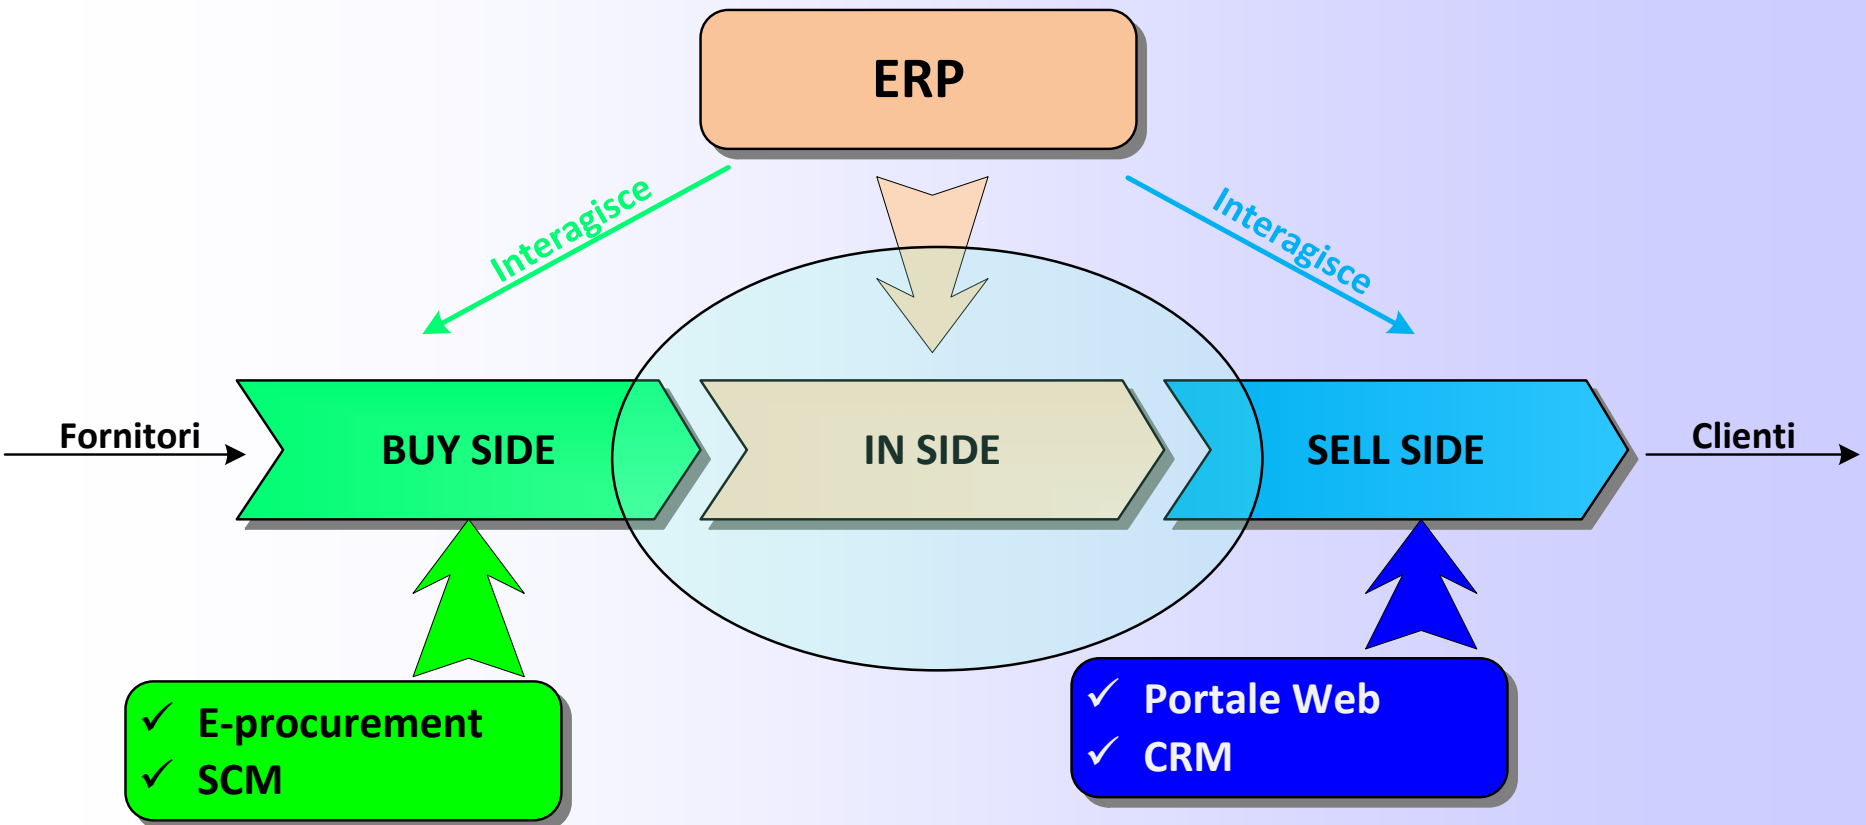 ERP
Interagisce
Interagisce
Fornitori
BUY SIDE
IN SIDE
SELL SIDE
Clienti
✓ E-procurement
✓ SCM
✓ Portale Web
✓ CRM